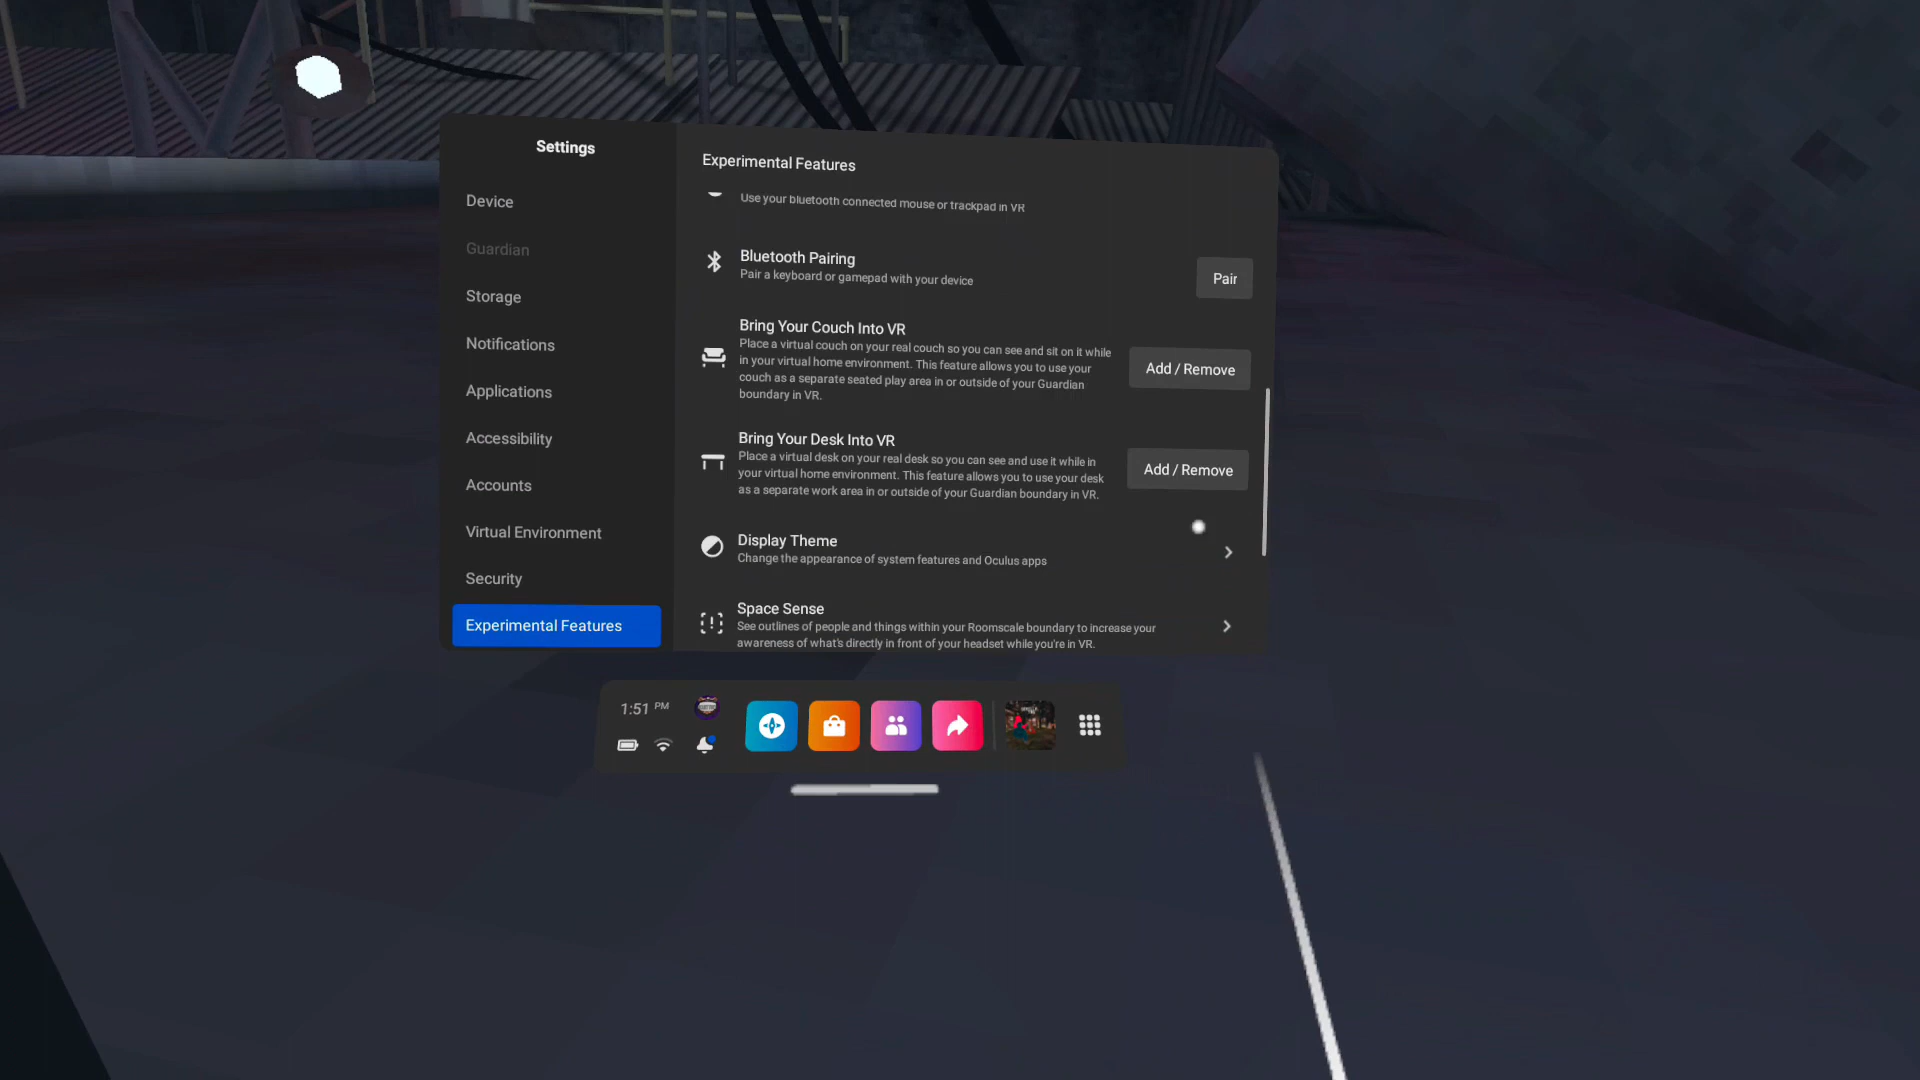 Settings
Device
Guardian
Storage
Notifications
Applications
Accessibility
Accounts
Virtual Environment
Security
Experimental Features
Experimental Features
Use your bluetooth connected mouse or trackpad in VR
Bluetooth Pairing
Pair a keyboard or gamepad with your device
Pair
Bring Your Couch Into VR
Place a virtual couch on your real couch so you can see and sit on it while
in your virtual home environment. This feature allows you to use your
couch as a separate seated play area in or outside of your Guardian
boundary in VR.
Add / Remove
Bring Your Desk Into VR
Place a virtual desk on your real desk so you can see and use it while in
your virtual home environment. This feature allows you to use your desk
as a separate work area in or outside of your Guardian boundary in VR.
Add / Remove
Display Theme
Change the appearance of system features and Oculus apps
Space Sense
See outlines of people and things within your Roomscale boundary to increase your
awareness of what's directly in front of your headset while you're in VR.
1:51 PM